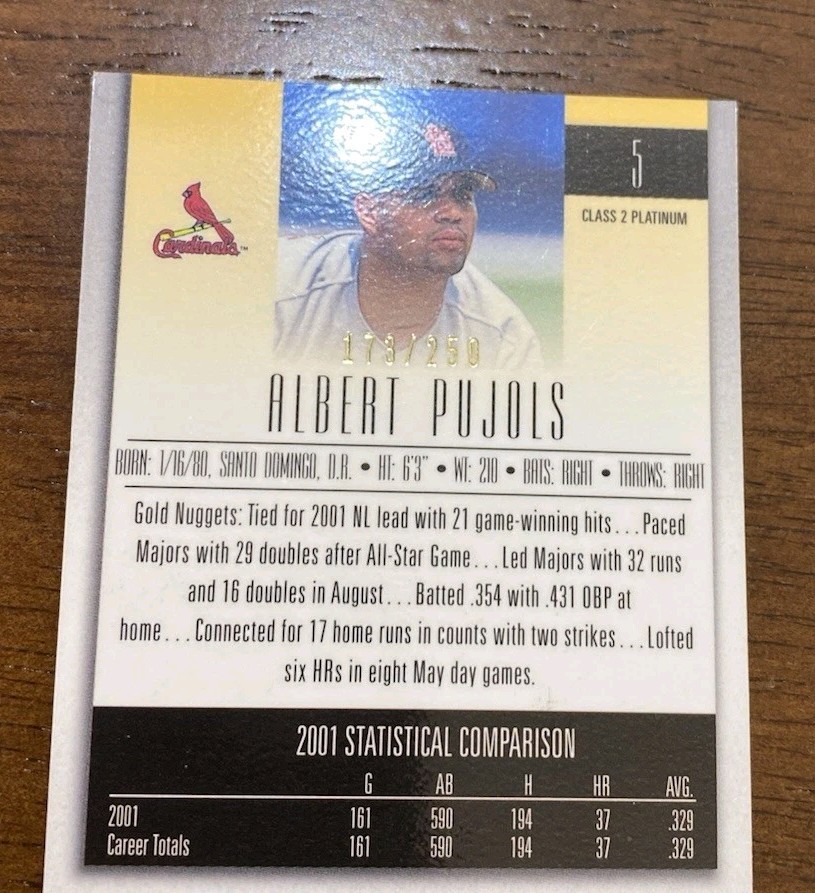 5
CLASS 2 PLATINUM
Cardinals™
173/250
ALBERT PUJOLS
BORN: 1/16/80, SANTO DOMINGO, D.R. • HT: 6'3" • WT: 210 • BATS: RIGHT • THROWS: RIGHT
Gold Nuggets: Tied for 2001 NL lead with 21 game-winning hits...Paced
Majors with 29 doubles after All-Star Game...Led Majors with 32 runs
and 16 doubles in August...Batted .354 with .431 OBP at
home...Connected for 17 home runs in counts with two strikes...Lofted
six HRs in eight May day games.
2001 STATISTICAL COMPARISON
G AB H HR AVG.
2001 161 590 194 37 .329
Career Totals 161 590 194 37 .329